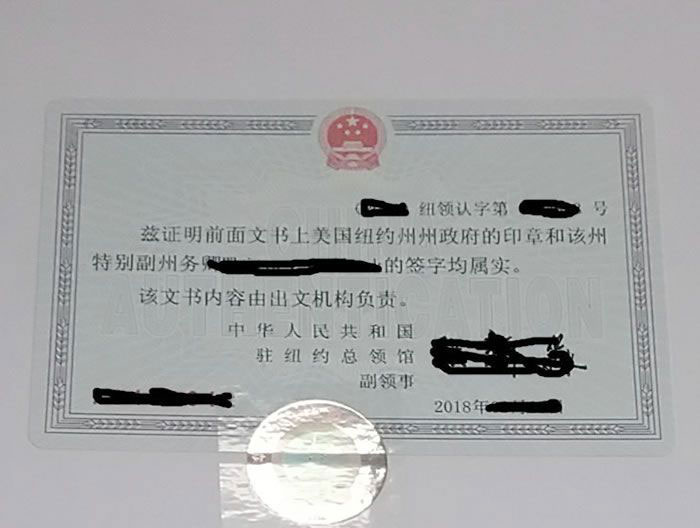 纽领认字第 号
兹证明前面文书上美国纽约州州政府的印章和该州
特别副州务卿 的签字均属实。
该文书内容由出文机构负责。
中华人民共和国
驻纽约总领馆
副领事
2018年
AUTHENTICATION